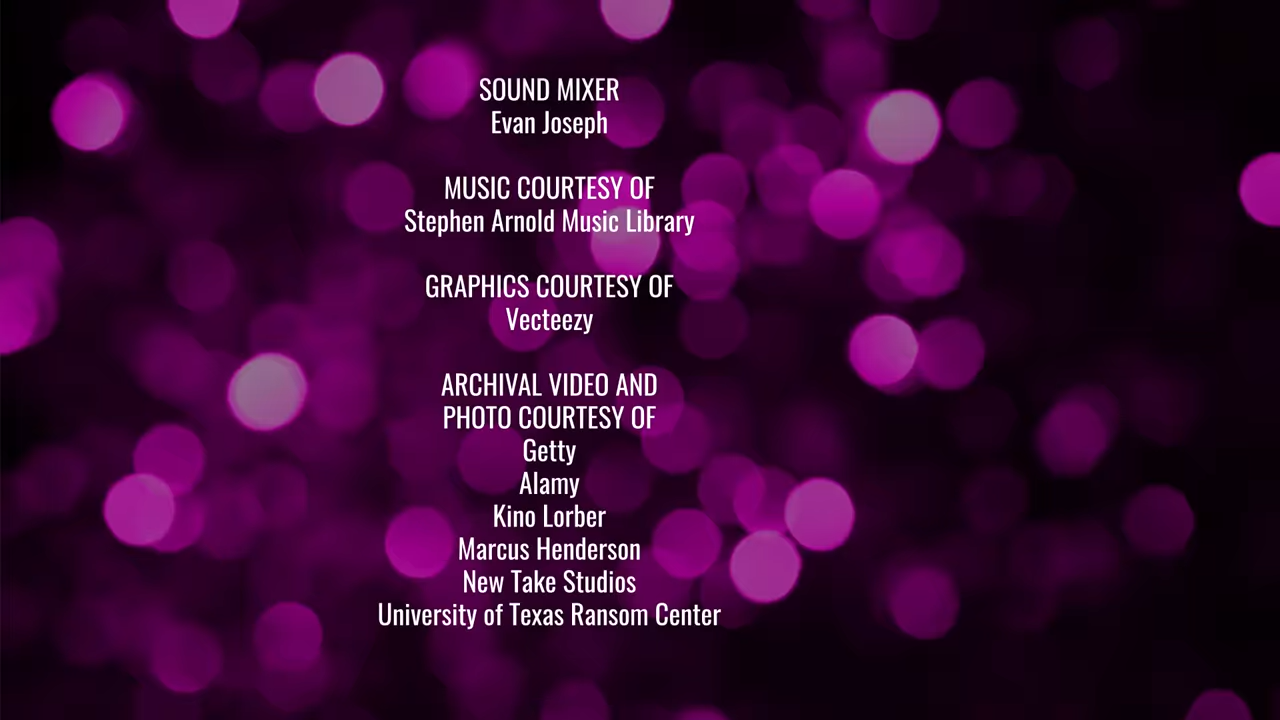 SOUND MIXER
Evan Joseph
MUSIC COURTESY OF
Stephen Arnold Music Library
GRAPHICS COURTESY OF
Vecteezy
ARCHIVAL VIDEO AND
PHOTO COURTESY OF
Getty
Alamy
Kino Lorber
Marcus Henderson
New Take Studios
University of Texas Ransom Center